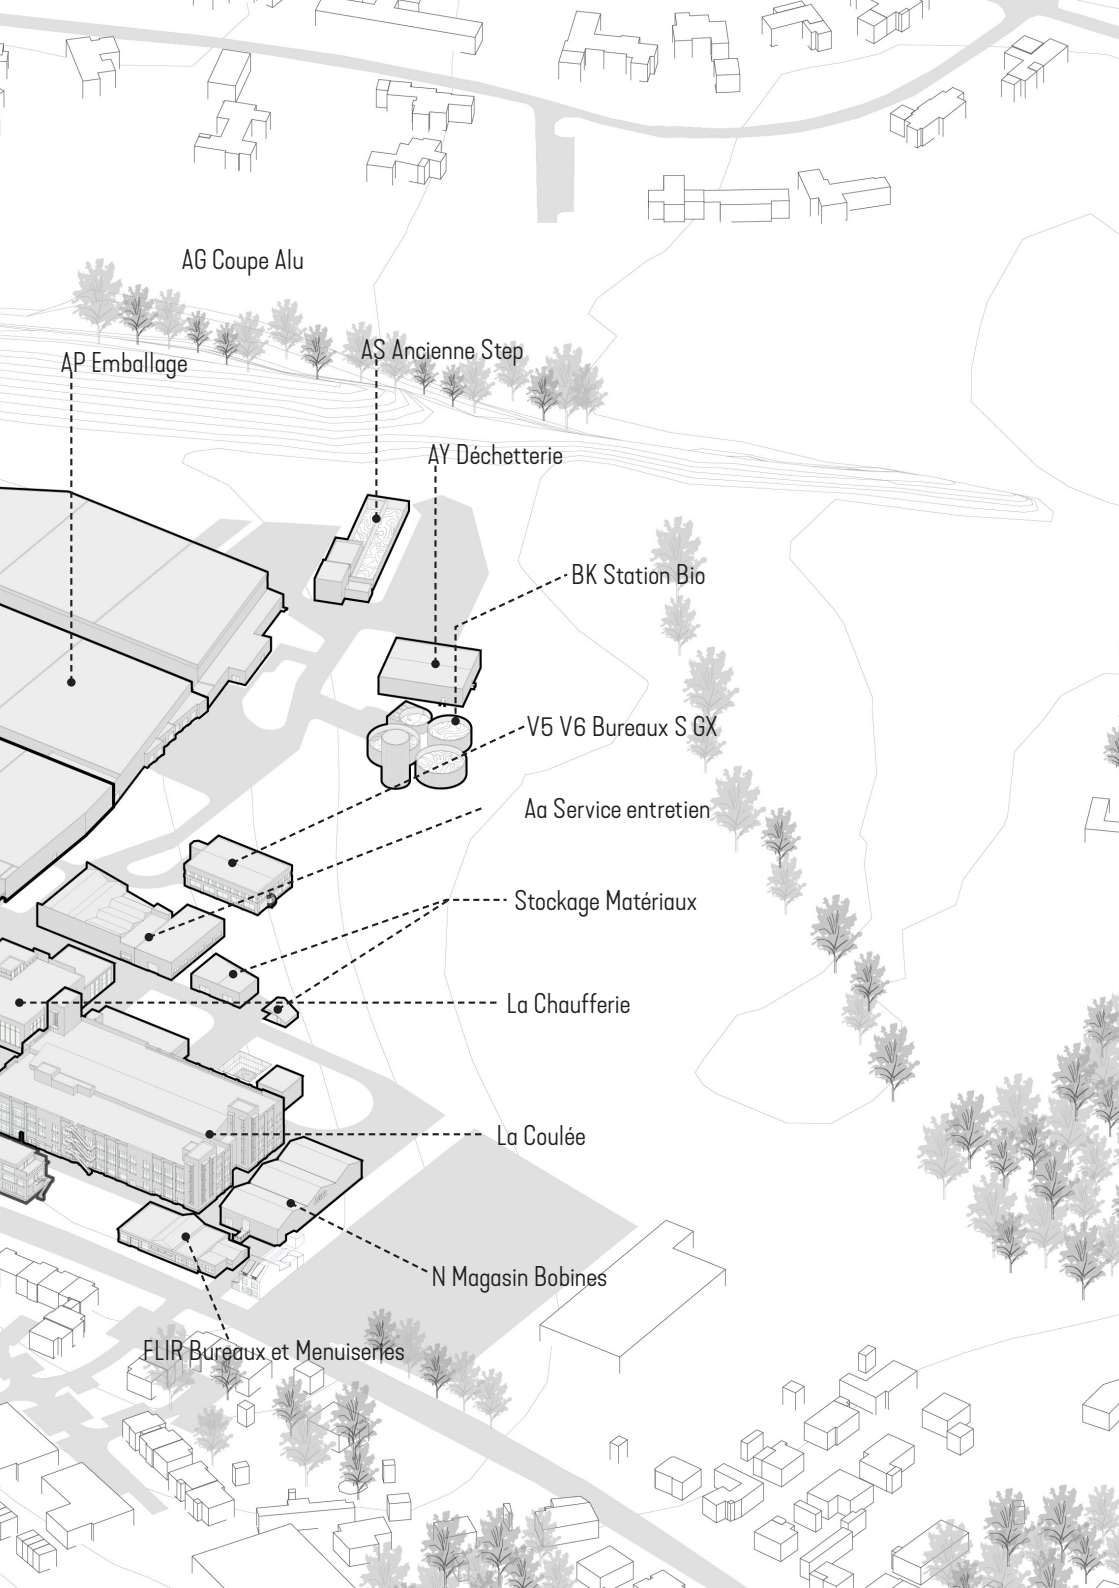 AG Coupe Alu
AS Ancienne Step
AP Emballage
AY Déchetterie
BK Station Bio
V5 V6 Bureaux S GX
Aa Service entretien
Stockage Matériaux
La Chaufferie
La Coulée
N Magasin Bobines
FLIR Bureaux et Menuiseries